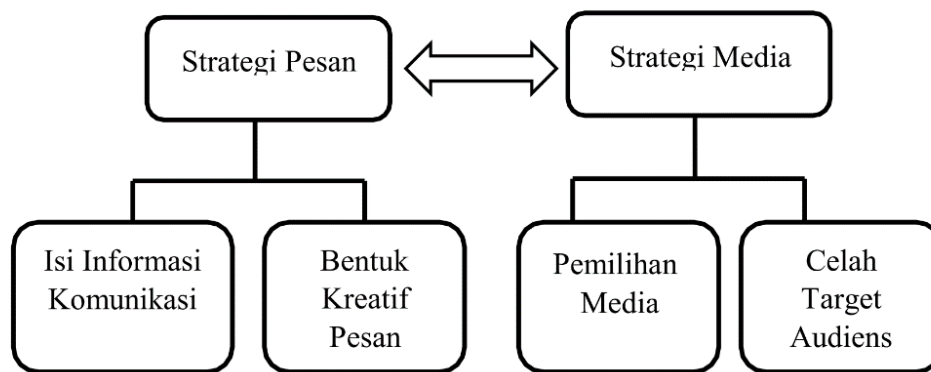 Strategi Pesan
Strategi Media
Isi Informasi
Komunikasi
Bentuk
Kreatif
Pesan
Pemilihan
Media
Celah
Target
Audiens